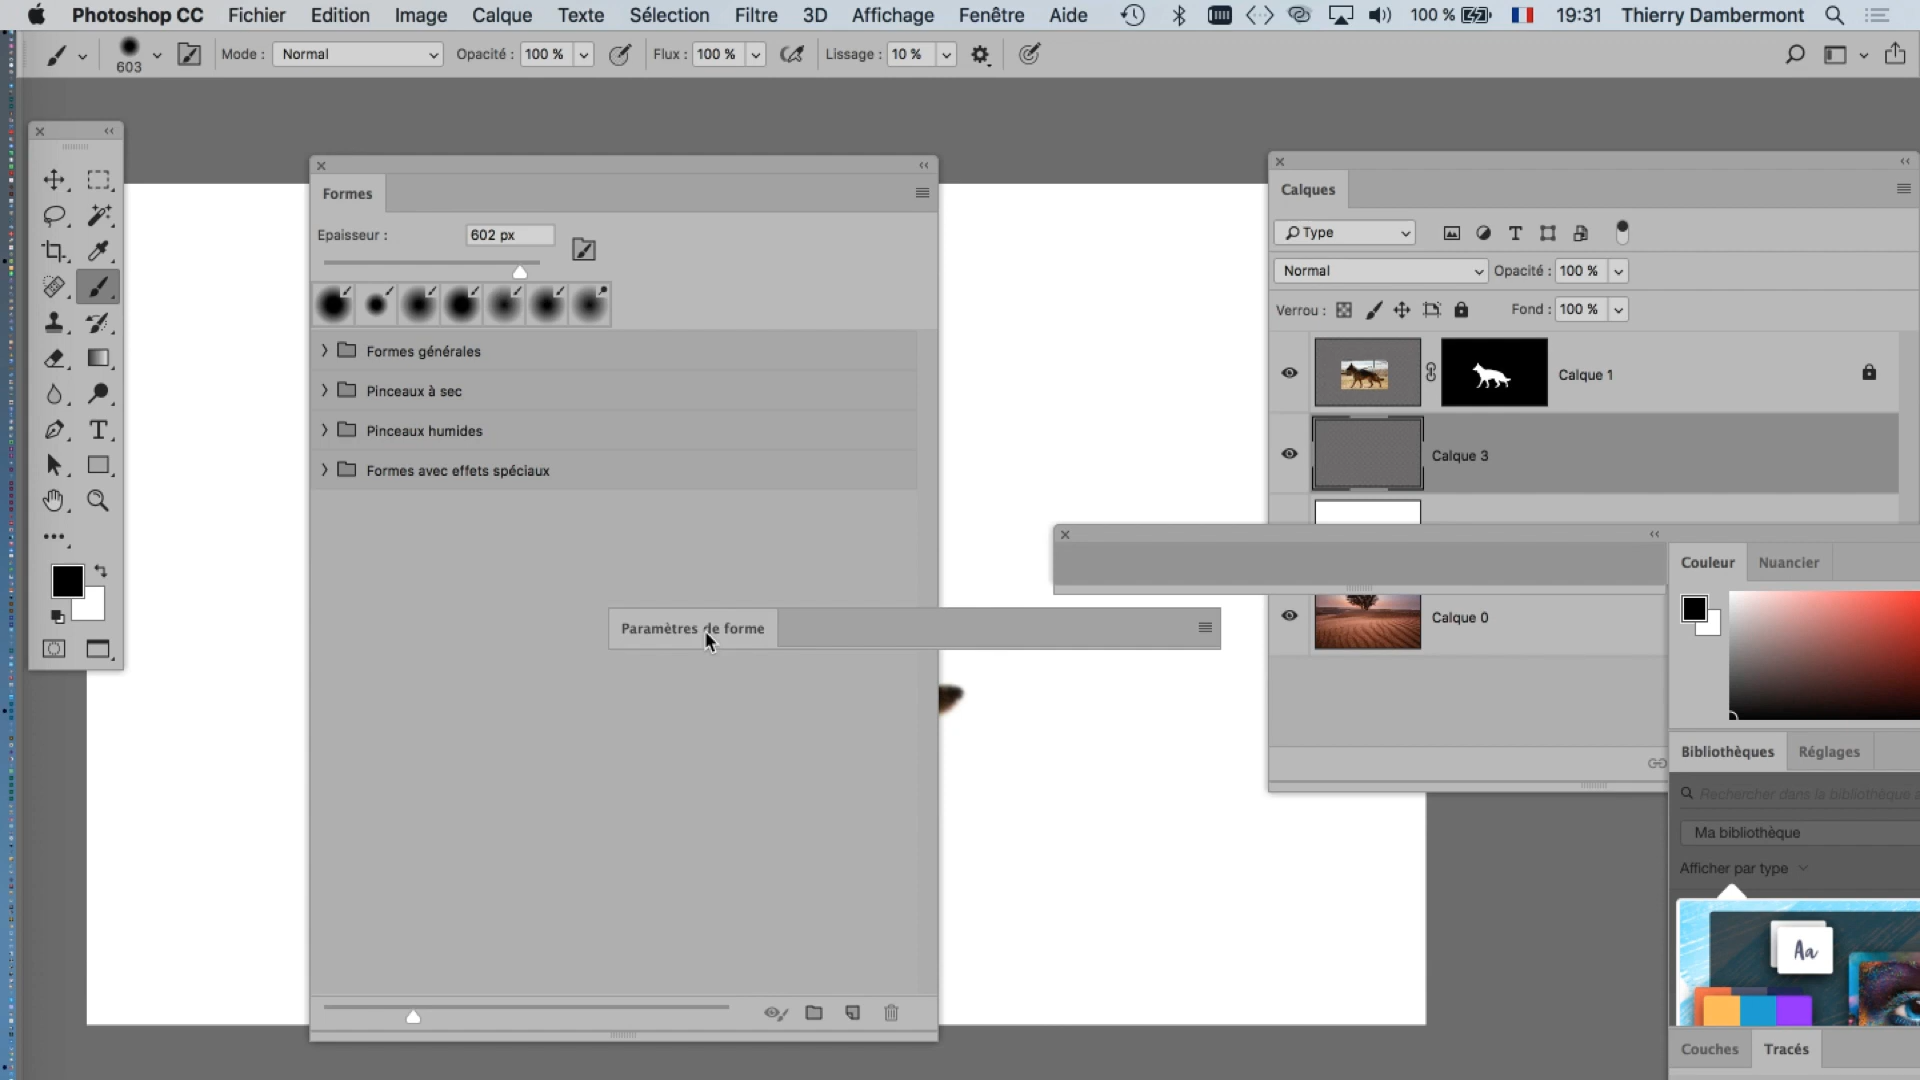 Photoshop CC Fichier Edition Image Calque Texte Sélection Filtre 3D Affichage Fenêtre Aide 100 % 19:31 Thierry Dambermont
603 Mode : Normal Opacité : 100 % Flux : 100 % Lissage : 10 %
Formes
Epaisseur : 602 px
Formes générales
Pinceaux à sec
Pinceaux humides
Formes avec effets spéciaux
Paramètres de forme
Calques
Type
Normal Opacité : 100 %
Verrou : Fond : 100 %
Calque 1
Calque 3
Calque 0
Couleur Nuancier
Bibliothèques Réglages
Rechercher dans la bibliothèque a
Ma bibliothèque
Afficher par type
Aa
Couches Tracés